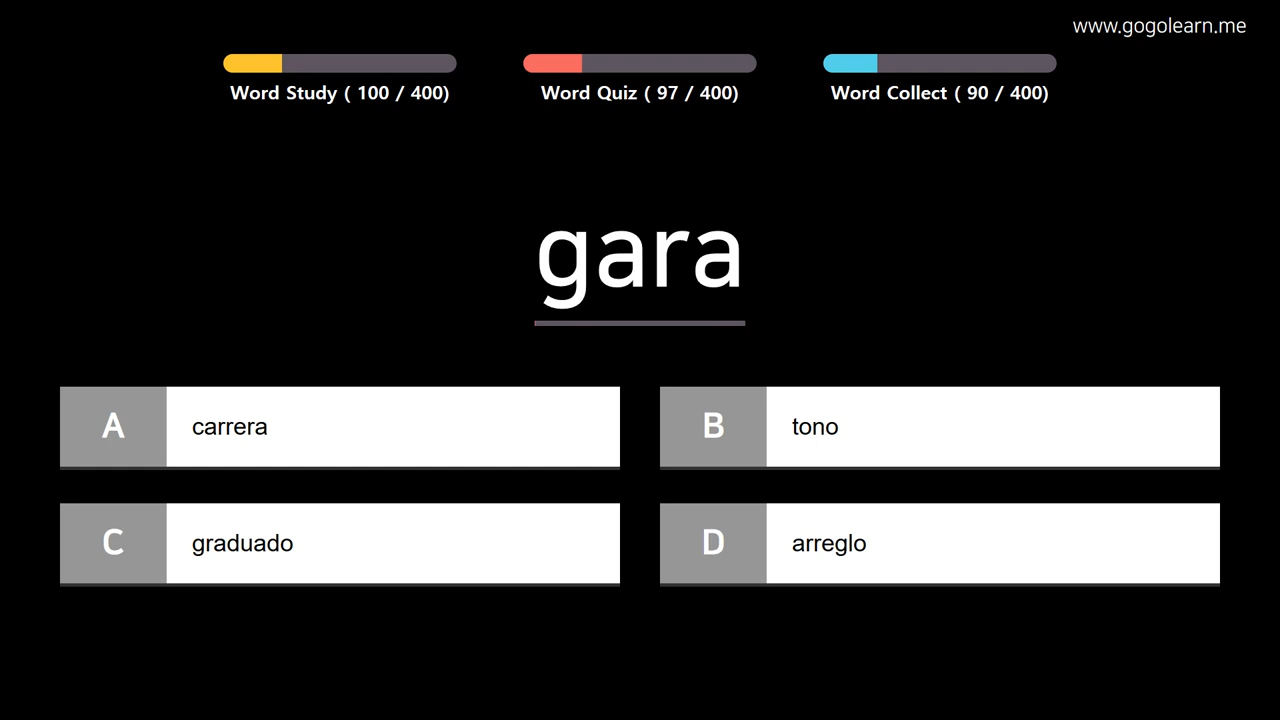 www.gogolearn.me
Word Study ( 100 / 400)
Word Quiz ( 97 / 400)
Word Collect ( 90 / 400)
gara
A carrera
B tono
C graduado
D arreglo